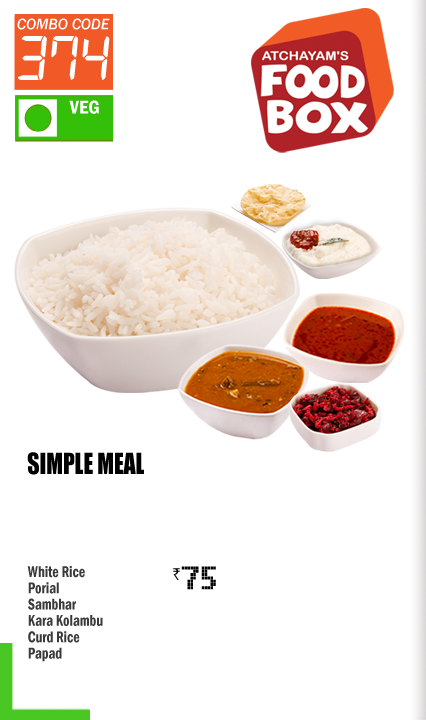 COMBO CODE
374
VEG
ATCHAYAM'S
FOOD
BOX
SIMPLE MEAL
White Rice
Porial
Sambhar
Kara Kolambu
Curd Rice
Papad
₹75